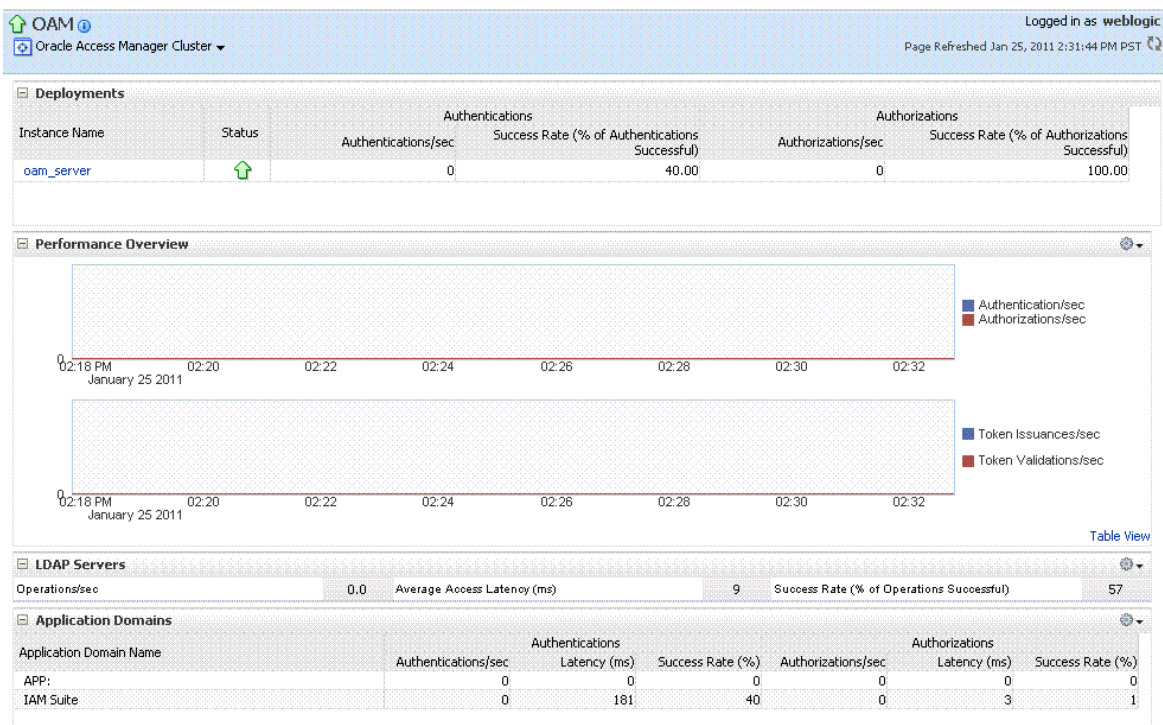 OAM
Logged in as weblogic
Oracle Access Manager Cluster
Page Refreshed Jan 25, 2011 2:31:44 PM PST
Deployments
Instance Name Status Authentications Authorizations
Authentications/sec Success Rate (% of Authentications Successful) Authorizations/sec Success Rate (% of Authorizations Successful)
oam_server 0 40.00 0 100.00
Performance Overview
Authentication/sec
Authorizations/sec
0
02:18 PM 02:20 02:22 02:24 02:26 02:28 02:30 02:32
January 25 2011
Token Issuances/sec
Token Validations/sec
0
02:18 PM 02:20 02:22 02:24 02:26 02:28 02:30 02:32
January 25 2011
Table View
LDAP Servers
Operations/sec 0.0 Average Access Latency (ms) 9 Success Rate (% of Operations Successful) 57
Application Domains
Application Domain Name Authentications Authorizations
Authentications/sec Latency (ms) Success Rate (%) Authorizations/sec Latency (ms) Success Rate (%)
APP: 0 0 0 0 0 0
IAM Suite 0 181 40 0 3 1